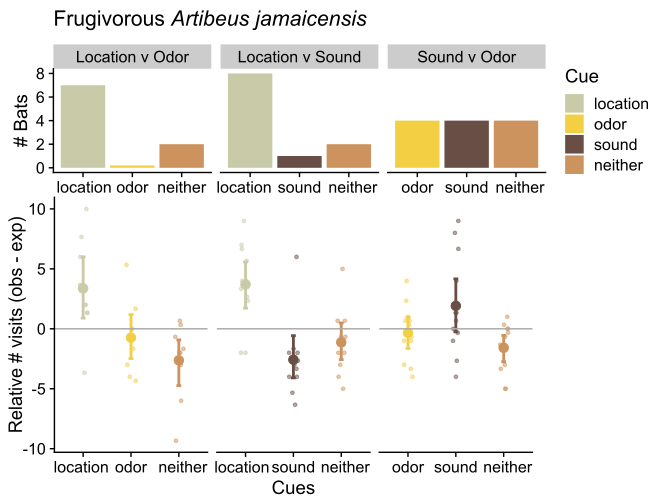 Frugivorous Artibeus jamaicensis
Location v Odor Location v Sound Sound v Odor
# Bats
8
6
4
2
0
location odor neither location sound neither odor sound neither
Cue
location
odor
sound
neither
Relative # visits (obs - exp)
10
5
0
-5
-10
location odor neither location sound neither odor sound neither
Cues